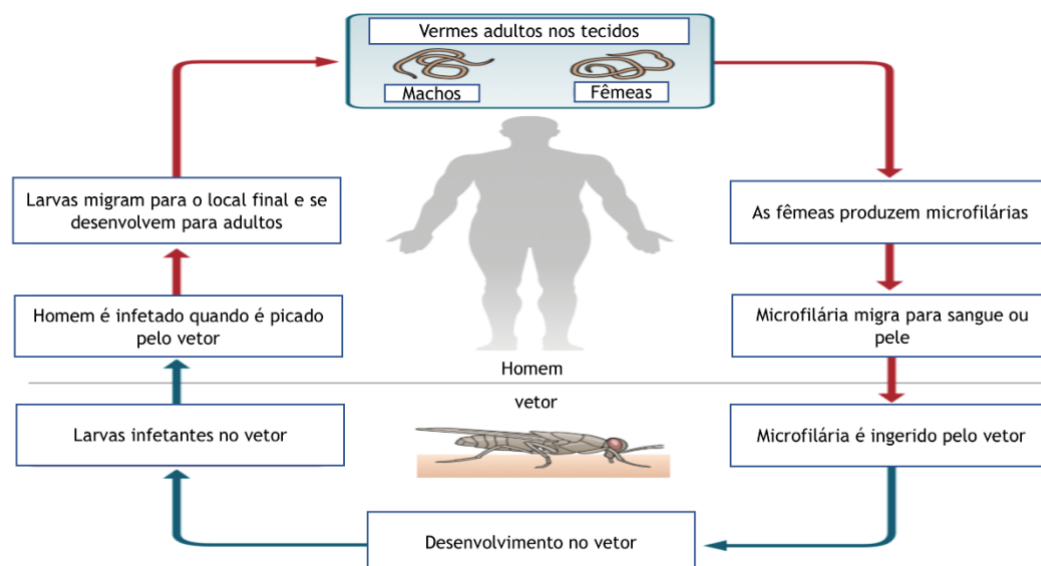 Vermes adultos nos tecidos
Machos
Fêmeas
Larvas migram para o local final e se
desenvolvem para adultos
As fêmeas produzem microfilárias
Homem é infetado quando é picado
pelo vetor
Microfilária migra para sangue ou
pele
Homem
vetor
Larvas infetantes no vetor
Microfilária é ingerido pelo vetor
Desenvolvimento no vetor